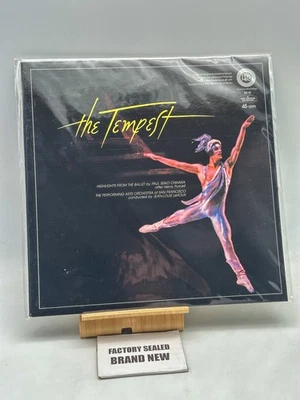 45 rpm
the Tempest
HIGHLIGHTS FROM THE BALLET by PAUL SEIKO CHIHARA
after Henry Purcell
THE PERFORMING ARTS ORCHESTRA of SAN FRANCISCO
conducted by JEAN-LOUIS LeROUX
FACTORY SEALED
BRAND NEW